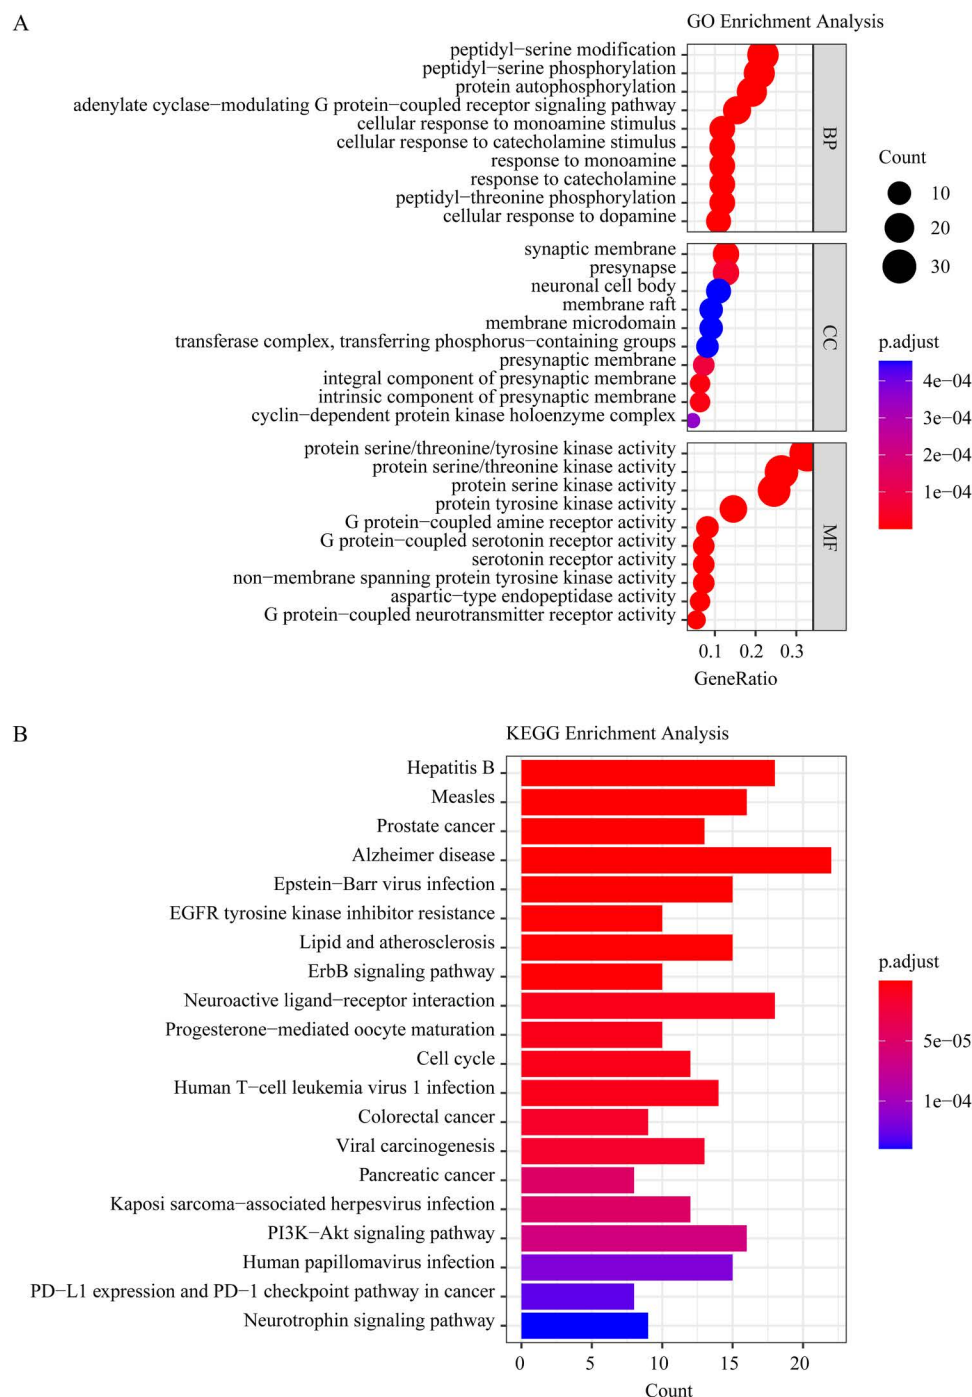 A
GO Enrichment Analysis
peptidyl−serine modification
peptidyl−serine phosphorylation
protein autophosphorylation
adenylate cyclase−modulating G protein−coupled receptor signaling pathway
cellular response to monoamine stimulus
cellular response to catecholamine stimulus
response to monoamine
response to catecholamine
peptidyl−threonine phosphorylation
cellular response to dopamine
BP
synaptic membrane
presynapse
neuronal cell body
membrane raft
membrane microdomain
transferase complex, transferring phosphorus−containing groups
presynaptic membrane
integral component of presynaptic membrane
intrinsic component of presynaptic membrane
cyclin−dependent protein kinase holoenzyme complex
CC
protein serine/threonine/tyrosine kinase activity
protein serine/threonine kinase activity
protein serine kinase activity
protein tyrosine kinase activity
G protein−coupled amine receptor activity
G protein−coupled serotonin receptor activity
serotonin receptor activity
non−membrane spanning protein tyrosine kinase activity
aspartic−type endopeptidase activity
G protein−coupled neurotransmitter receptor activity
MF
0.1 0.2 0.3
GeneRatio
Count
10
20
30
p.adjust
4e−04
3e−04
2e−04
1e−04
B
KEGG Enrichment Analysis
Hepatitis B
Measles
Prostate cancer
Alzheimer disease
Epstein−Barr virus infection
EGFR tyrosine kinase inhibitor resistance
Lipid and atherosclerosis
ErbB signaling pathway
Neuroactive ligand−receptor interaction
Progesterone−mediated oocyte maturation
Cell cycle
Human T−cell leukemia virus 1 infection
Colorectal cancer
Viral carcinogenesis
Pancreatic cancer
Kaposi sarcoma−associated herpesvirus infection
PI3K−Akt signaling pathway
Human papillomavirus infection
PD−L1 expression and PD−1 checkpoint pathway in cancer
Neurotrophin signaling pathway
0 5 10 15 20
Count
p.adjust
5e−05
1e−04